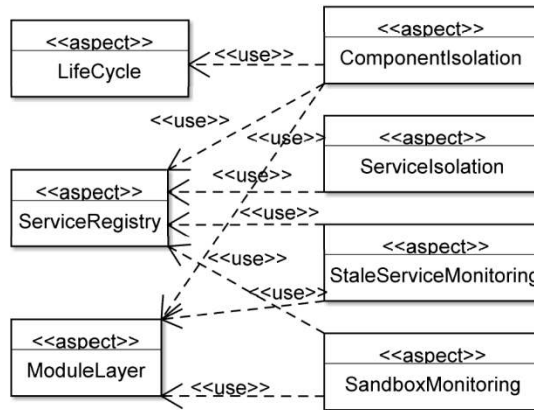 <<aspect>>
LifeCycle
<<use>>
<<aspect>>
ComponentIsolation
<<use>>
<<use>>
<<aspect>>
ServiceIsolation
<<aspect>>
ServiceRegistry
<<use>>
<<use>>
<<aspect>>
StaleServiceMonitoring
<<use>>
<<use>>
<<aspect>>
ModuleLayer
<<use>>
<<aspect>>
SandboxMonitoring